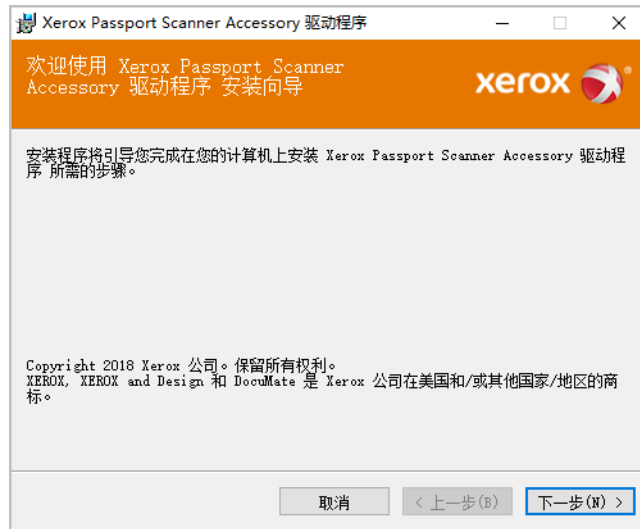 Xerox Passport Scanner Accessory 驱动程序
欢迎使用 Xerox Passport Scanner
Accessory 驱动程序 安装向导
xerox
安装程序将引导您完成在您的计算机上安装 Xerox Passport Scanner Accessory 驱动程
序 所需的步骤。
Copyright 2018 Xerox 公司。保留所有权利。
XEROX, XEROX and Design 和 DocuMate 是 Xerox 公司在美国和/或其他国家/地区的商
标。
取消
< 上一步(B)
下一步(N) >